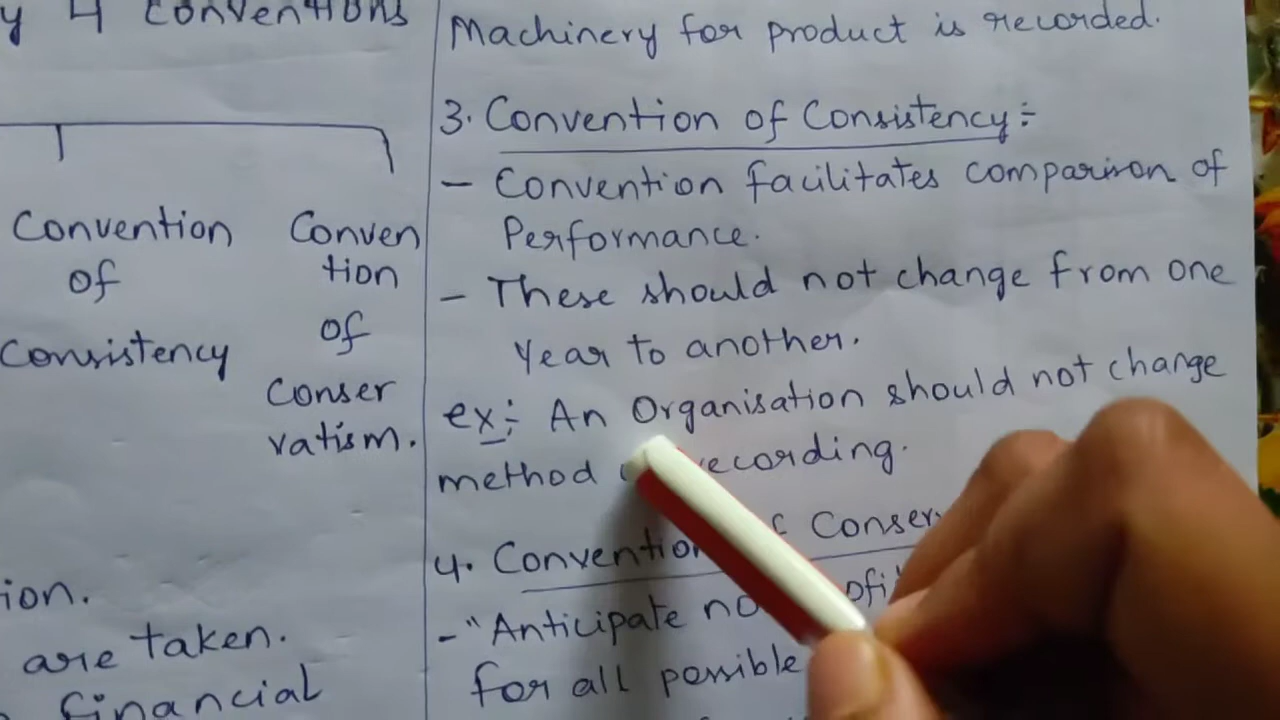 y 4 conventions
Convention
of
Consistency
Conven
tion
of
Conser
vatism.
ion.
are taken.
financial
Machinery for product is recorded.
3. Convention of Consistency:-
- Convention facilitates comparison of
Performance.
- These should not change from one
Year to another.
ex:- An Organisation should not change
method recording.
4. Convention Conser
- "Anticipate no
for all possible